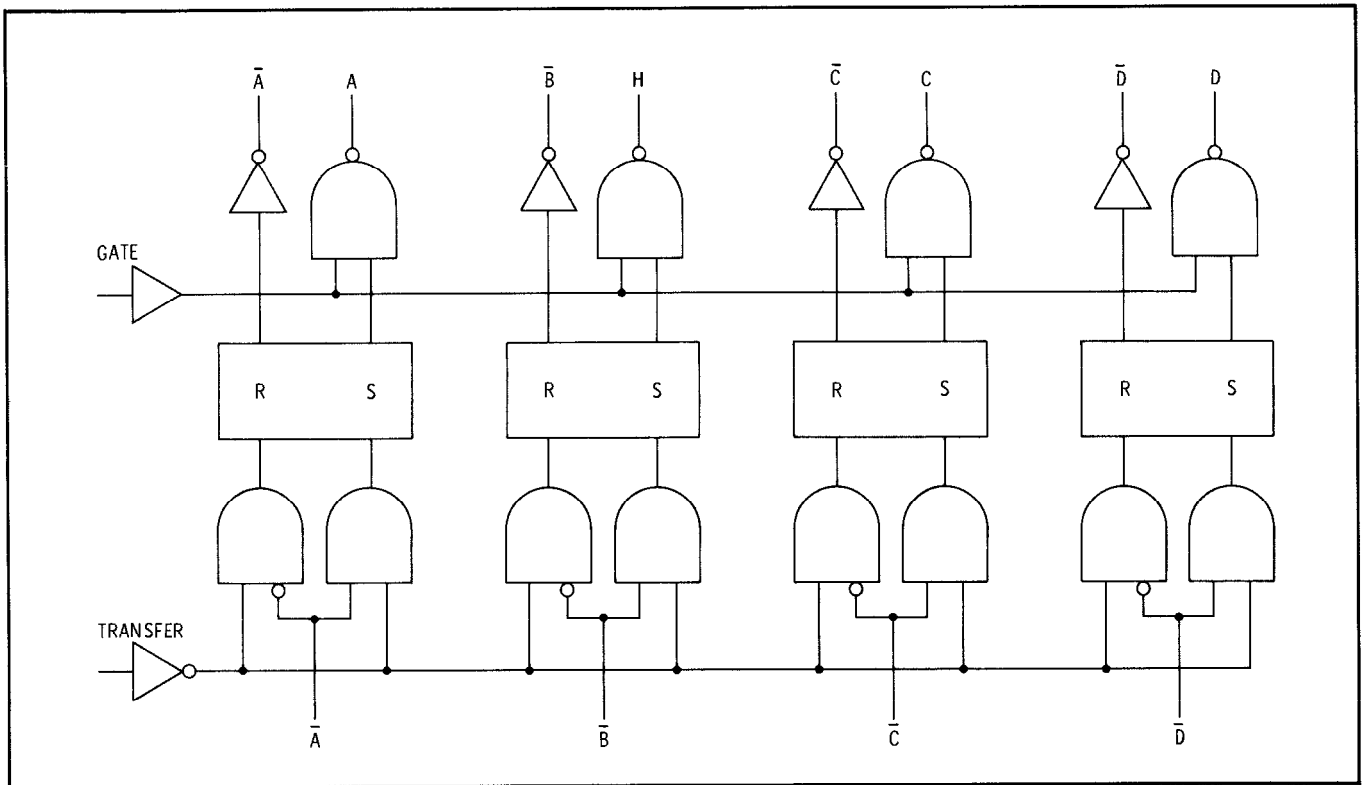 Ā A B̄ H C̄ C D̄ D
GATE
R S R S R S R S
TRANSFER
Ā B̄ C̄ D̄